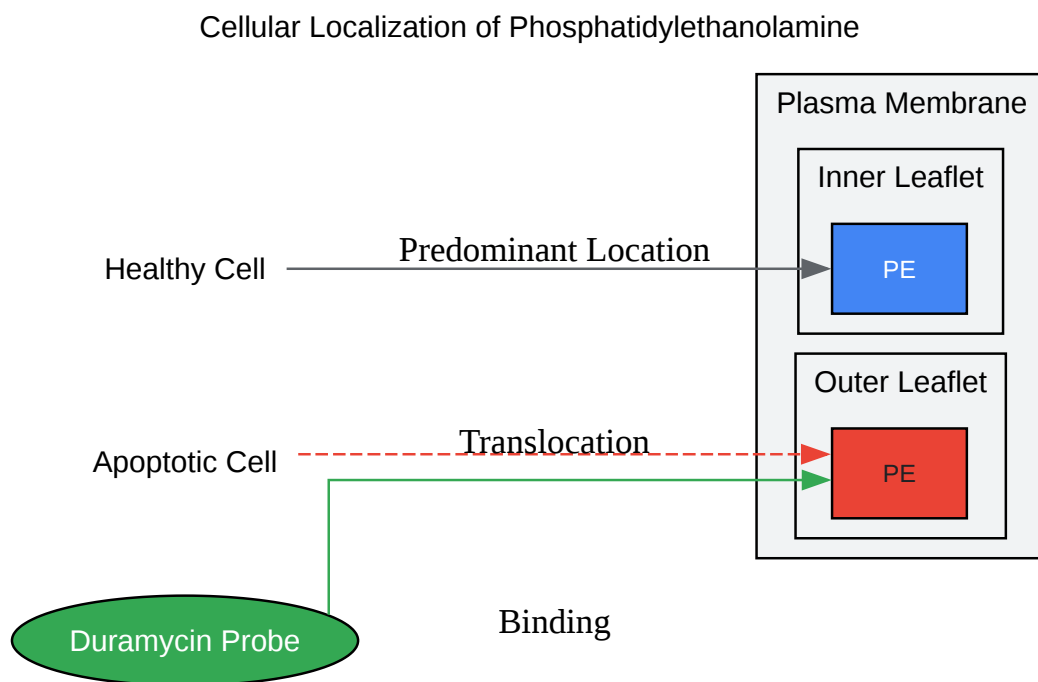 Cellular Localization of Phosphatidylethanolamine
Plasma Membrane
Inner Leaflet
Predominant Location
Healthy Cell
PE
Outer Leaflet
Translocation
Apoptotic Cell
PE
Binding
Duramycin Probe